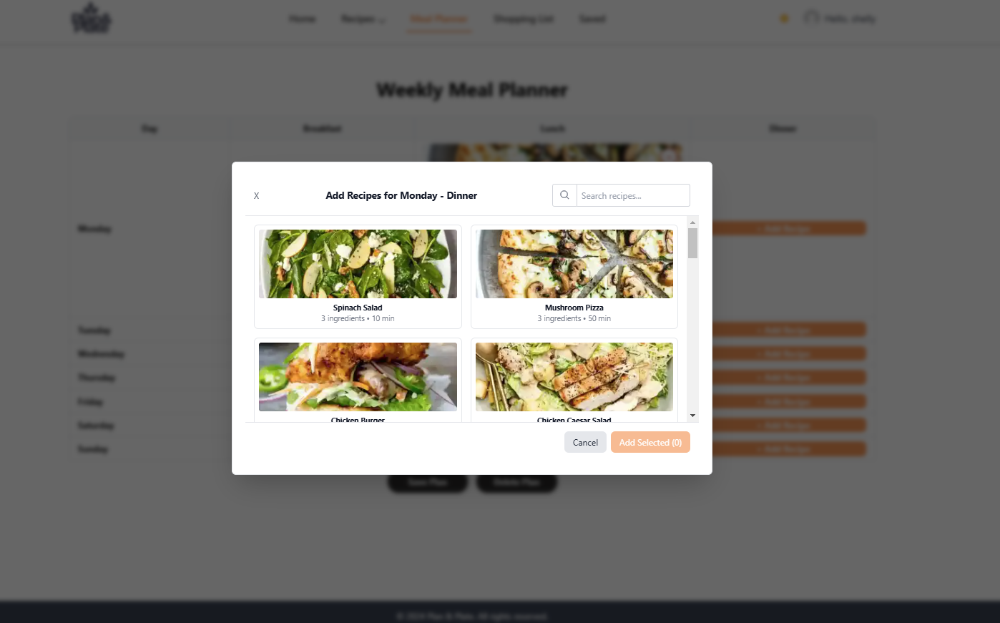 Home Recipes Meal Planner Shopping List Saved Hello, shelly
Weekly Meal Planner
Day Breakfast Lunch Dinner
X Add Recipes for Monday - Dinner Search recipes...
Monday + Add Recipe
Spinach Salad Mushroom Pizza
3 ingredients • 10 min 3 ingredients • 50 min
Tuesday + Add Recipe
Wednesday + Add Recipe
Thursday + Add Recipe
Friday + Add Recipe
Chicken Burger Chicken Caesar Salad
Saturday + Add Recipe
Cancel Add Selected (0)
Sunday + Add Recipe
Save Plan Delete Plan
© 2024 Plan & Plate. All rights reserved.